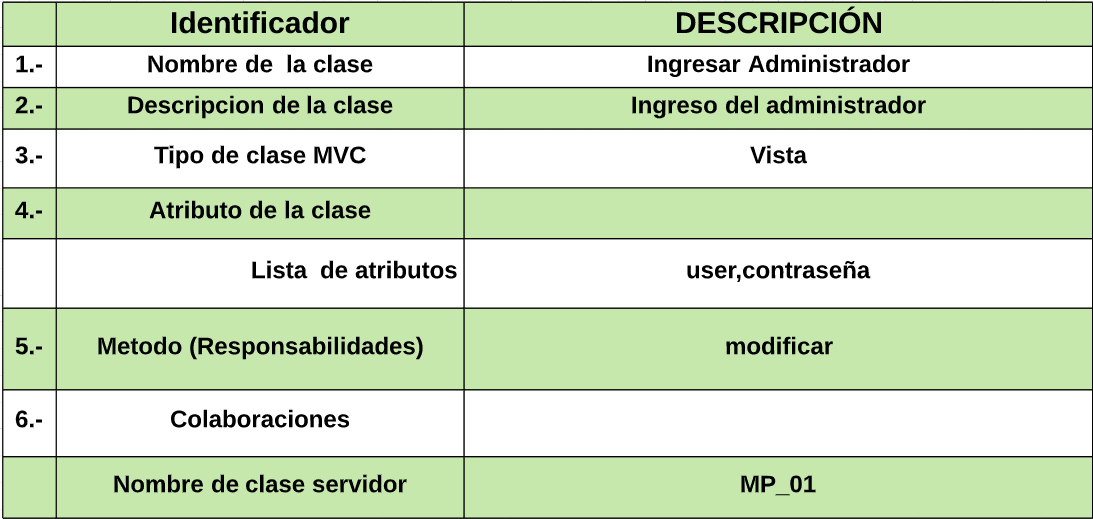 Identificador DESCRIPCIÓN
1.- Nombre de la clase Ingresar Administrador
2.- Descripcion de la clase Ingreso del administrador
3.- Tipo de clase MVC Vista
4.- Atributo de la clase
Lista de atributos user,contraseña
5.- Metodo (Responsabilidades) modificar
6.- Colaboraciones
Nombre de clase servidor MP_01